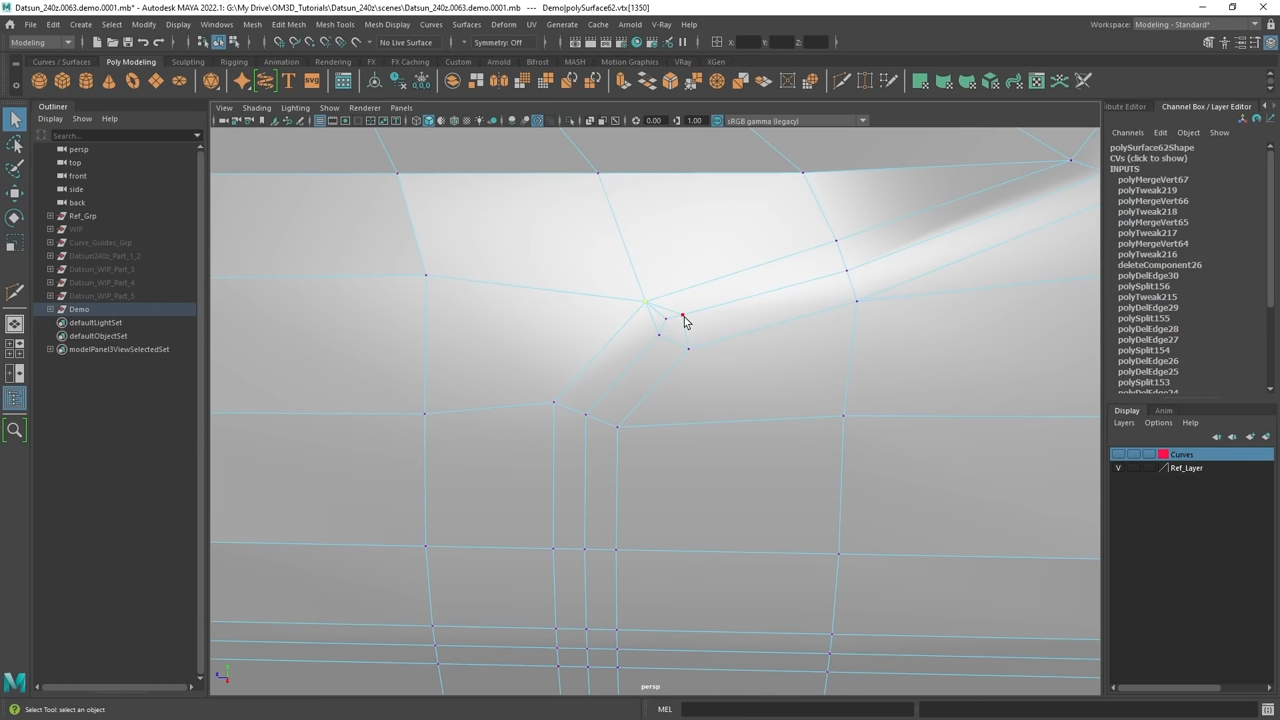 Datsun_240z.0063.demo.0001.mb* - Autodesk MAYA 2022.1: G:\My Drive\OM3D_Tutorials\Datsun_240z\scenes\Datsun_240z.0063.demo.0001.mb* --- Demo|polySurface62.vtx[1350]
File Edit Create Select Modify Display Windows Mesh Edit Mesh Mesh Tools Mesh Display Curves Surfaces Deform UV Generate Cache Arnold V-Ray Help Workspace: Modeling - Standard*
Modeling No Live Surface Symmetry: Off X: Y: Z:
Curves / Surfaces Poly Modeling Sculpting Rigging Animation Rendering FX FX Caching Custom Arnold Bifrost MASH Motion Graphics VRay XGen
Outliner
Display Show Help
Search...
persp
top
front
side
back
Ref_Grp
WIP
Curve_Guides_Grp
Datsun240z_Part_1_2
Datsun_WIP_Part_3
Datsun_WIP_Part_4
Datsun_WIP_Part_5
Demo
defaultLightSet
defaultObjectSet
modelPanel3ViewSelectedSet
View Shading Lighting Show Renderer Panels
0.00 1.00 sRGB gamma (legacy)
persp
ibute Editor Channel Box / Layer Editor
Channels Edit Object Show
polySurface62Shape
CVs (click to show)
INPUTS
polyMergeVert67
polyTweak219
polyMergeVert66
polyTweak218
polyMergeVert65
polyTweak217
polyMergeVert64
polyTweak216
deleteComponent26
polyDelEdge30
polySplit156
polyTweak215
polyDelEdge29
polySplit155
polyDelEdge28
polyDelEdge27
polySplit154
polyDelEdge26
polyDelEdge25
polySplit153
polyDelEdge24
Display Anim
Layers Options Help
Curves
V Ref_Layer
Select Tool: select an object
MEL